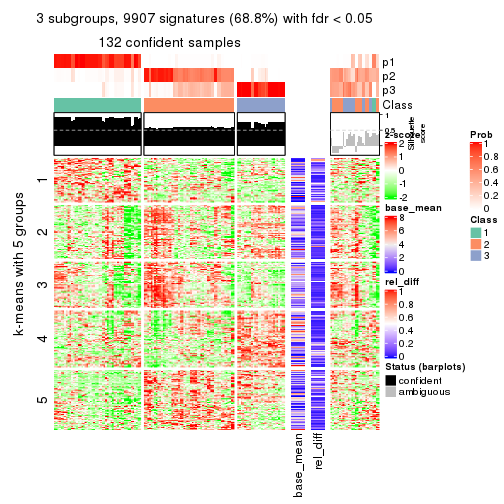 3 subgroups, 9907 signatures (68.8%) with fdr < 0.05
132 confident samples
p1
p2
p3
Class
1
0.5
Silhouette
score
k-means with 5 groups
1
2
3
4
5
base_mean
rel_diff
z-score
2
1
0
-1
-2
base_mean
8
6
4
2
0
rel_diff
1
0.8
0.6
0.4
0.2
0
Status (barplots)
confident
ambiguous
Prob
1
0.8
0.6
0.4
0.2
0
Class
1
2
3